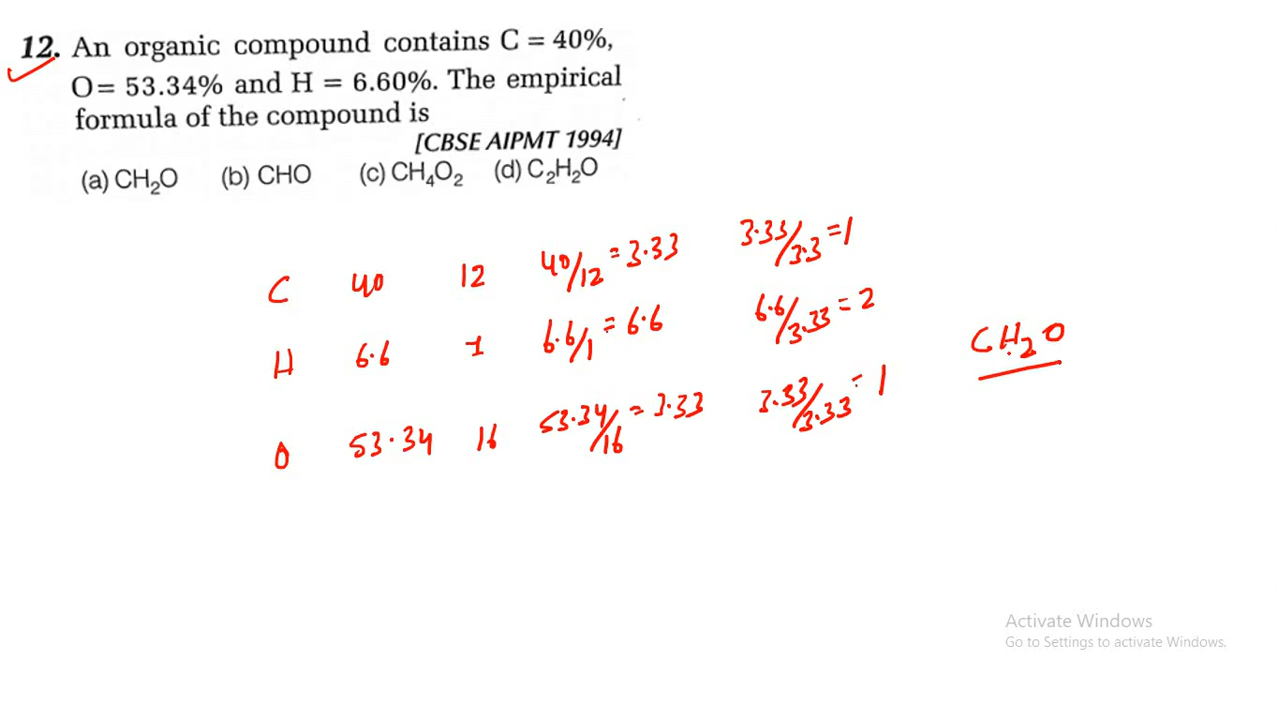 12. An organic compound contains C = 40%,
O= 53.34% and H = 6.60%. The empirical
formula of the compound is
[CBSE AIPMT 1994]
(a) CH₂O (b) CHO (c) CH₄O₂ (d) C₂H₂O
C 40 12 40/12 = 3.33 3.33/3.3 = 1
H 6.6 1 6.6/1 = 6.6 6.6/3.33 = 2
CH₂O
O 53.34 16 53.34/16 = 3.33 3.33/3.33 = 1
Activate Windows
Go to Settings to activate Windows.